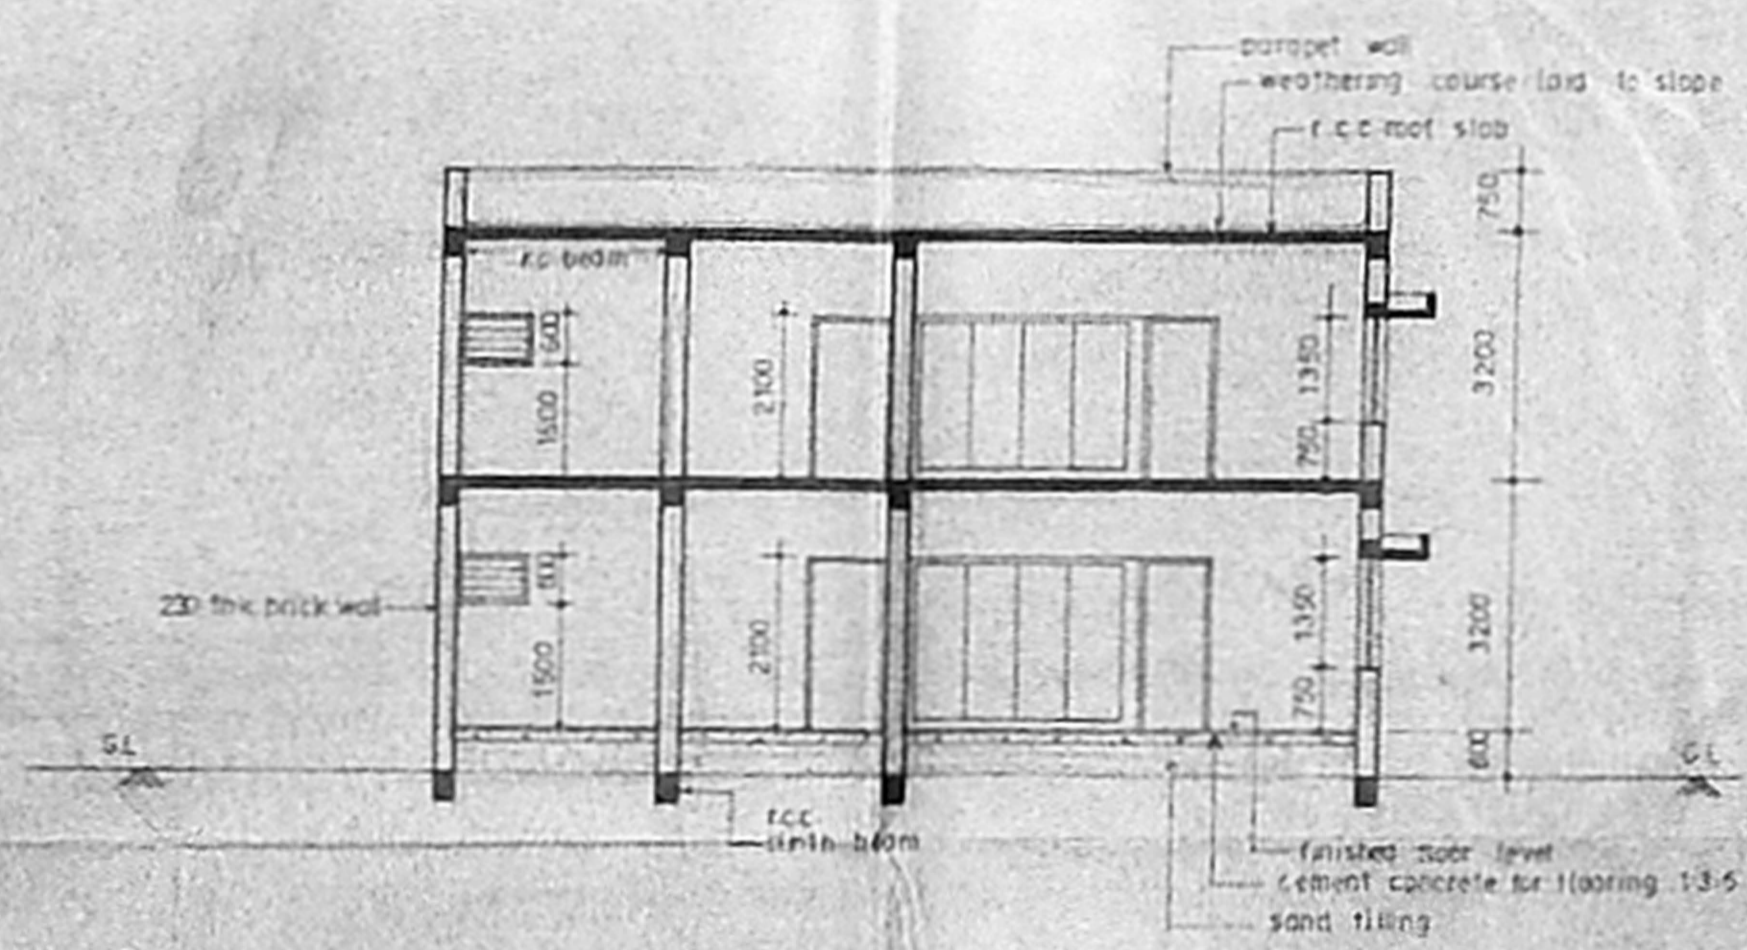 parapet wall
weathering course laid to slope
r.c.c roof slab
750
r.c beam
600
1500
2100
1350
750
3200
600
1500
2100
1350
750
3200
230 thk brick wall
G.L
G.L
600
r.c.c
plinth beam
finished floor level
cement concrete for flooring 1:3:6
sand filling